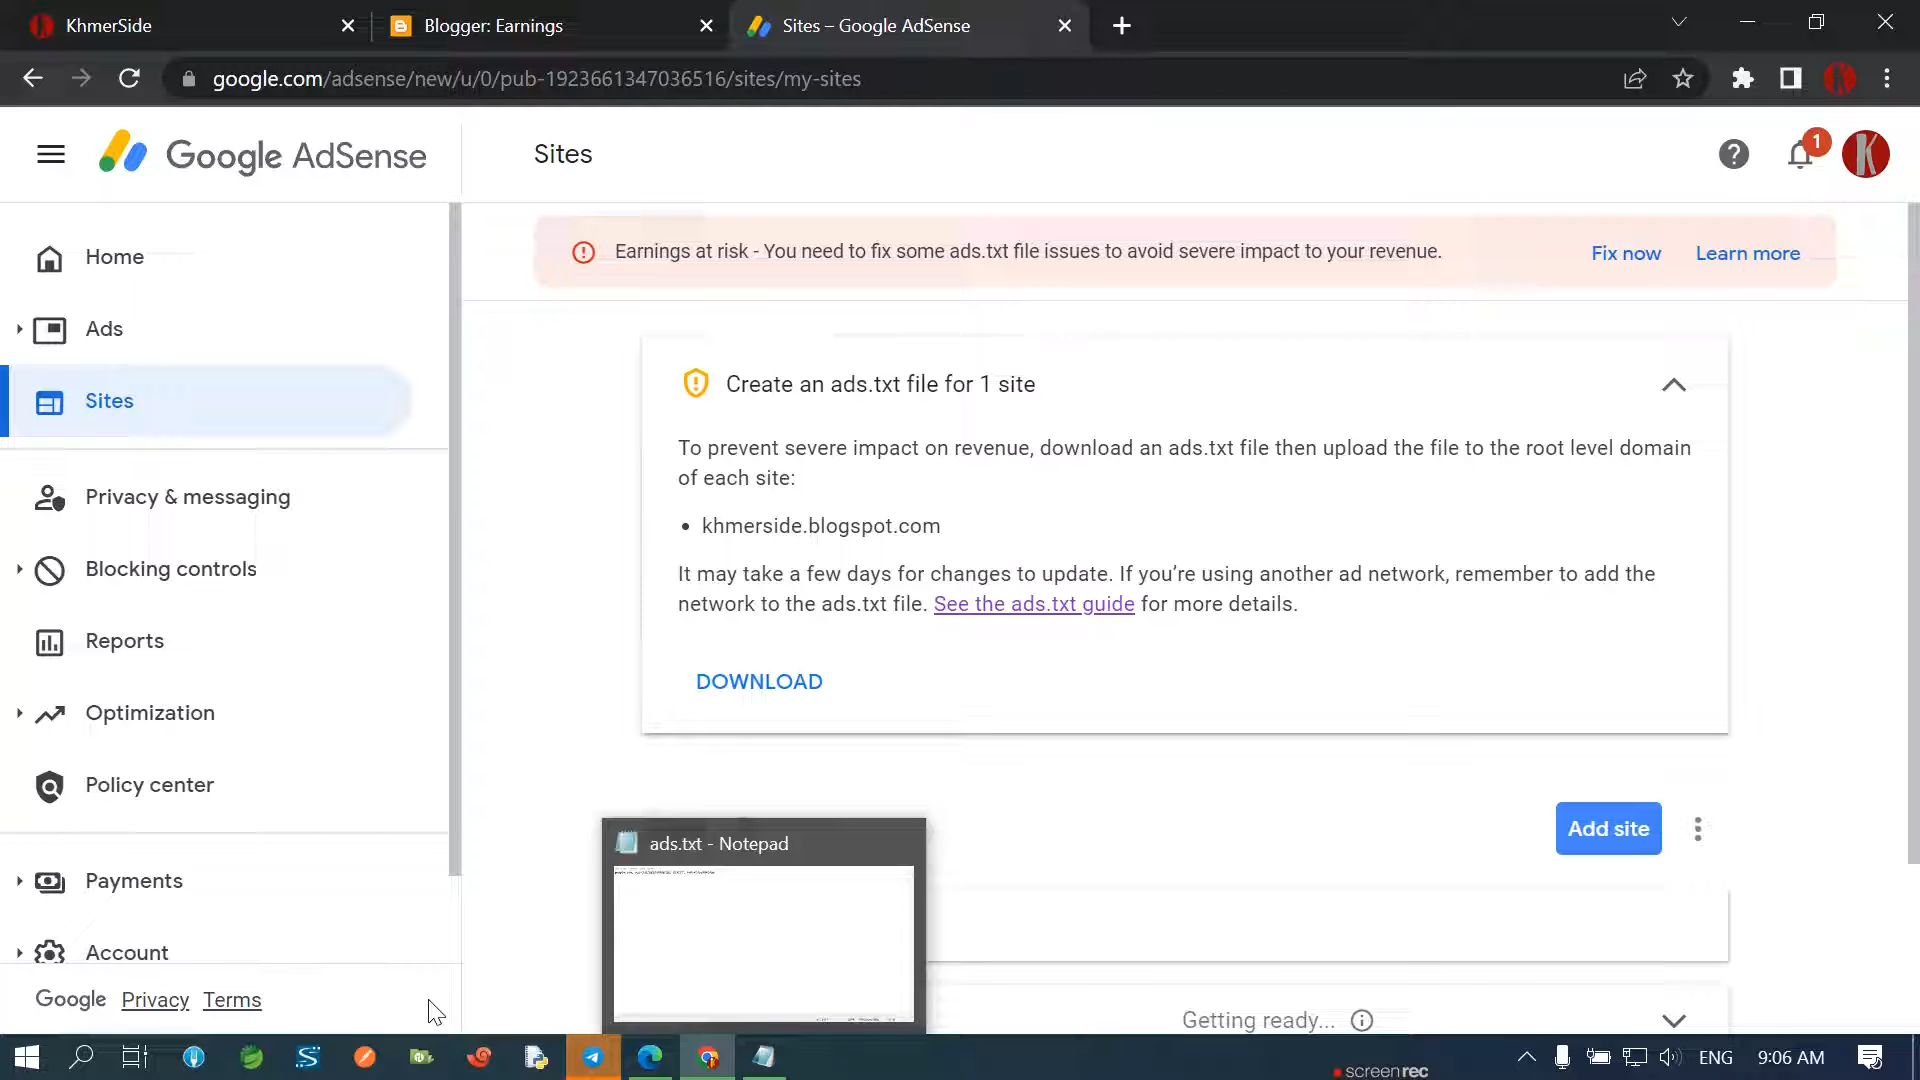 KhmerSide
Blogger: Earnings
Sites – Google AdSense
google.com/adsense/new/u/0/pub-1923661347036516/sites/my-sites
Google AdSense
Sites
1
Home
Ads
Sites
Privacy & messaging
Blocking controls
Reports
Optimization
Policy center
Payments
Account
Google Privacy Terms
Earnings at risk - You need to fix some ads.txt file issues to avoid severe impact to your revenue.
Fix now
Learn more
Create an ads.txt file for 1 site
To prevent severe impact on revenue, download an ads.txt file then upload the file to the root level domain
of each site:
• khmerside.blogspot.com
It may take a few days for changes to update. If you’re using another ad network, remember to add the
network to the ads.txt file. See the ads.txt guide for more details.
DOWNLOAD
Add site
ads.txt - Notepad
Getting ready...
ENG
9:06 AM
screenrec